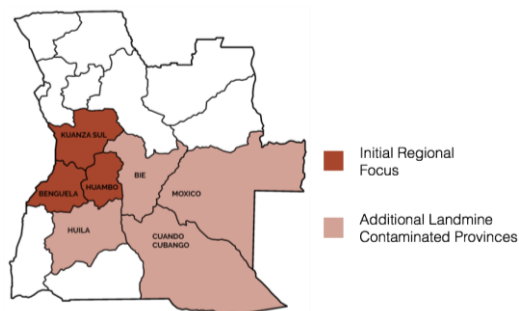 KUANZA SUL
BENGUELA
HUAMBO
BIE
MOXICO
HUILA
CUANDO
CUBANGO
Initial Regional
Focus
Additional Landmine
Contaminated Provinces